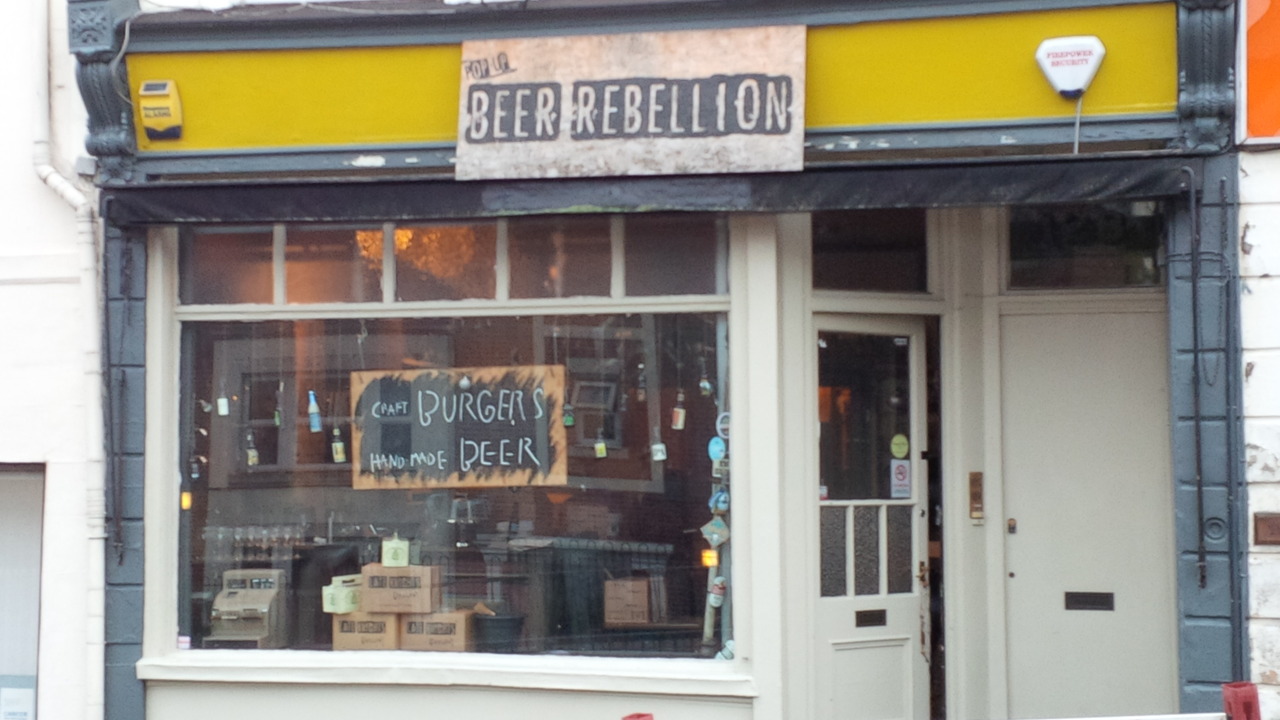 POP UP
BEER REBELLION
FIREPOWER
SECURITY
CRAFT BURGERS
HAND-MADE BEER